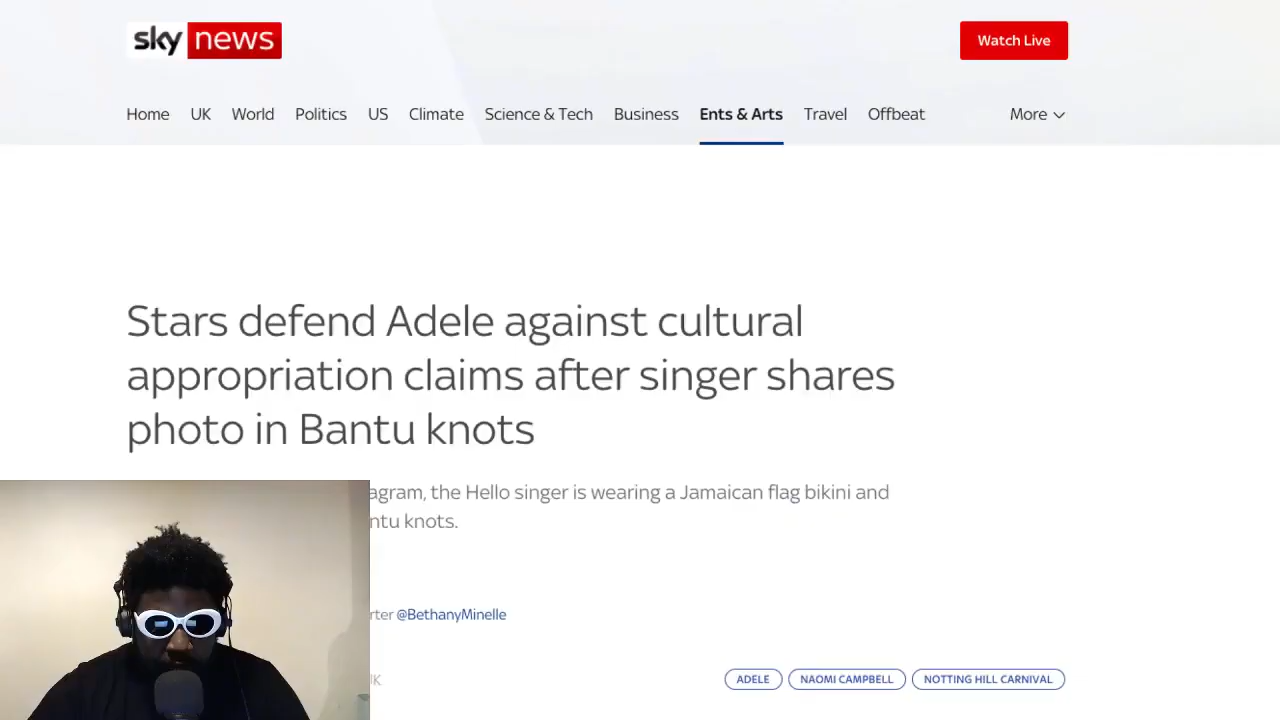 sky news
Watch Live
Home UK World Politics US Climate Science & Tech Business Ents & Arts Travel Offbeat More
Stars defend Adele against cultural
appropriation claims after singer shares
photo in Bantu knots
agram, the Hello singer is wearing a Jamaican flag bikini and
ntu knots.
rter @BethanyMinelle
UK
ADELE NAOMI CAMPBELL NOTTING HILL CARNIVAL